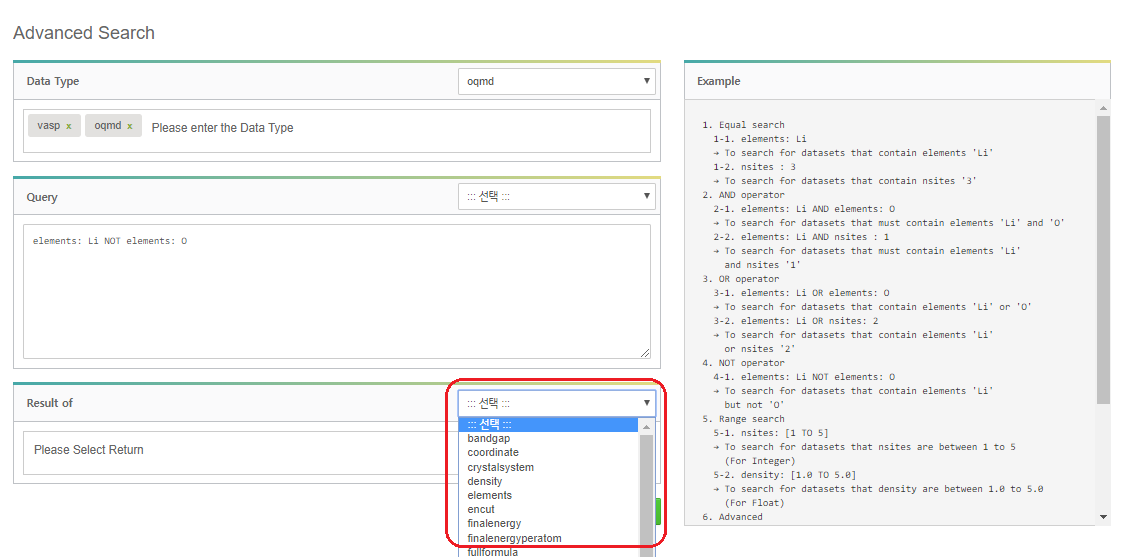 Advanced Search
Data Type
oqmd
vasp x oqmd x Please enter the Data Type
Query
::: 선택 :::
elements: Li NOT elements: O
Result of
::: 선택 :::
Please Select Return
::: 선택 :::
bandgap
coordinate
crystalsystem
density
elements
encut
finalenergy
finalenergyperatom
fullformula
Example
1. Equal search
1-1. elements: Li
→ To search for datasets that contain elements 'Li'
1-2. nsites : 3
→ To search for datasets that contain nsites '3'
2. AND operator
2-1. elements: Li AND elements: O
→ To search for datasets that must contain elements 'Li' and 'O'
2-2. elements: Li AND nsites : 1
→ To search for datasets that must contain elements 'Li'
and nsites '1'
3. OR operator
3-1. elements: Li OR elements: O
→ To search for datasets that contain elements 'Li' or 'O'
3-2. elements: Li OR nsites: 2
→ To search for datasets that contain elements 'Li'
or nsites '2'
4. NOT operator
4-1. elements: Li NOT elements: O
→ To search for datasets that contain elements 'Li'
but not 'O'
5. Range search
5-1. nsites: [1 TO 5]
→ To search for datasets that nsites are between 1 to 5
(For Integer)
5-2. density: [1.0 TO 5.0]
→ To search for datasets that density are between 1.0 to 5.0
(For Float)
6. Advanced